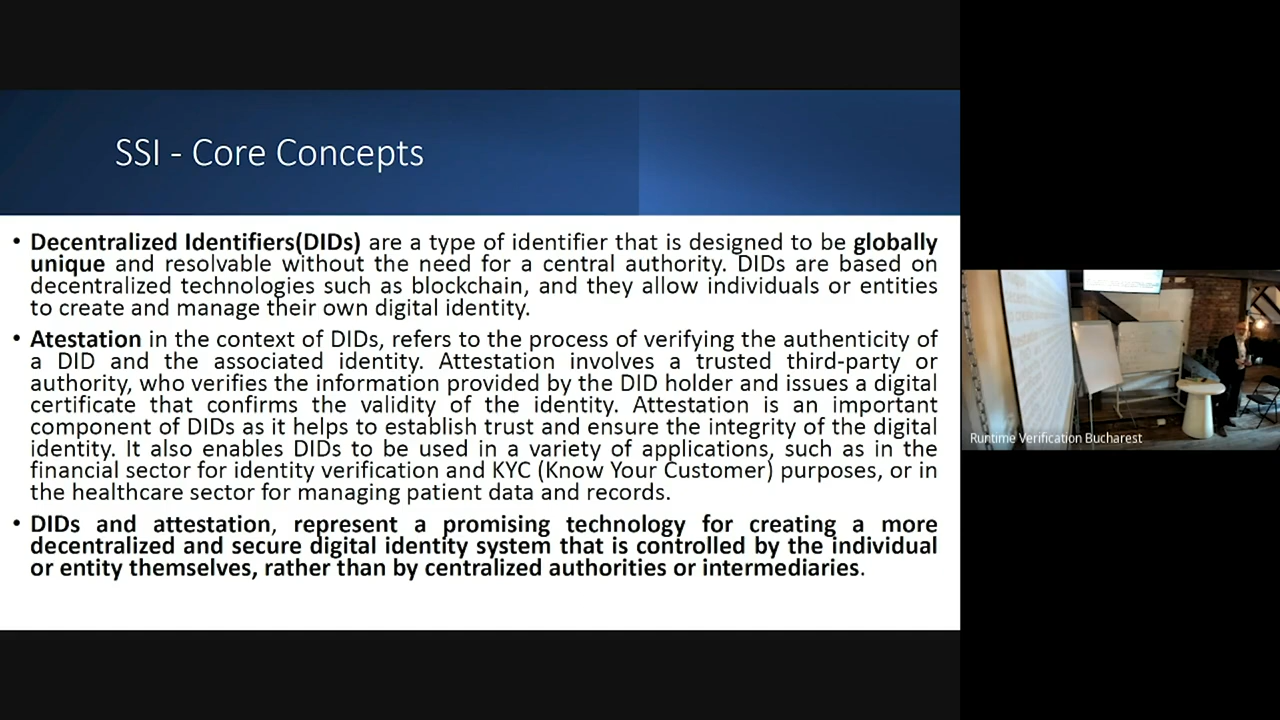 SSI - Core Concepts
• Decentralized Identifiers(DIDs) are a type of identifier that is designed to be globally
unique and resolvable without the need for a central authority. DIDs are based on
decentralized technologies such as blockchain, and they allow individuals or entities
to create and manage their own digital identity.
• Atestation in the context of DIDs, refers to the process of verifying the authenticity of
a DID and the associated identity. Attestation involves a trusted third-party or
authority, who verifies the information provided by the DID holder and issues a digital
certificate that confirms the validity of the identity. Attestation is an important
component of DIDs as it helps to establish trust and ensure the integrity of the digital
identity. It also enables DIDs to be used in a variety of applications, such as in the
financial sector for identity verification and KYC (Know Your Customer) purposes, or in
the healthcare sector for managing patient data and records.
• DIDs and attestation, represent a promising technology for creating a more
decentralized and secure digital identity system that is controlled by the individual
or entity themselves, rather than by centralized authorities or intermediaries.
Runtime Verification Bucharest